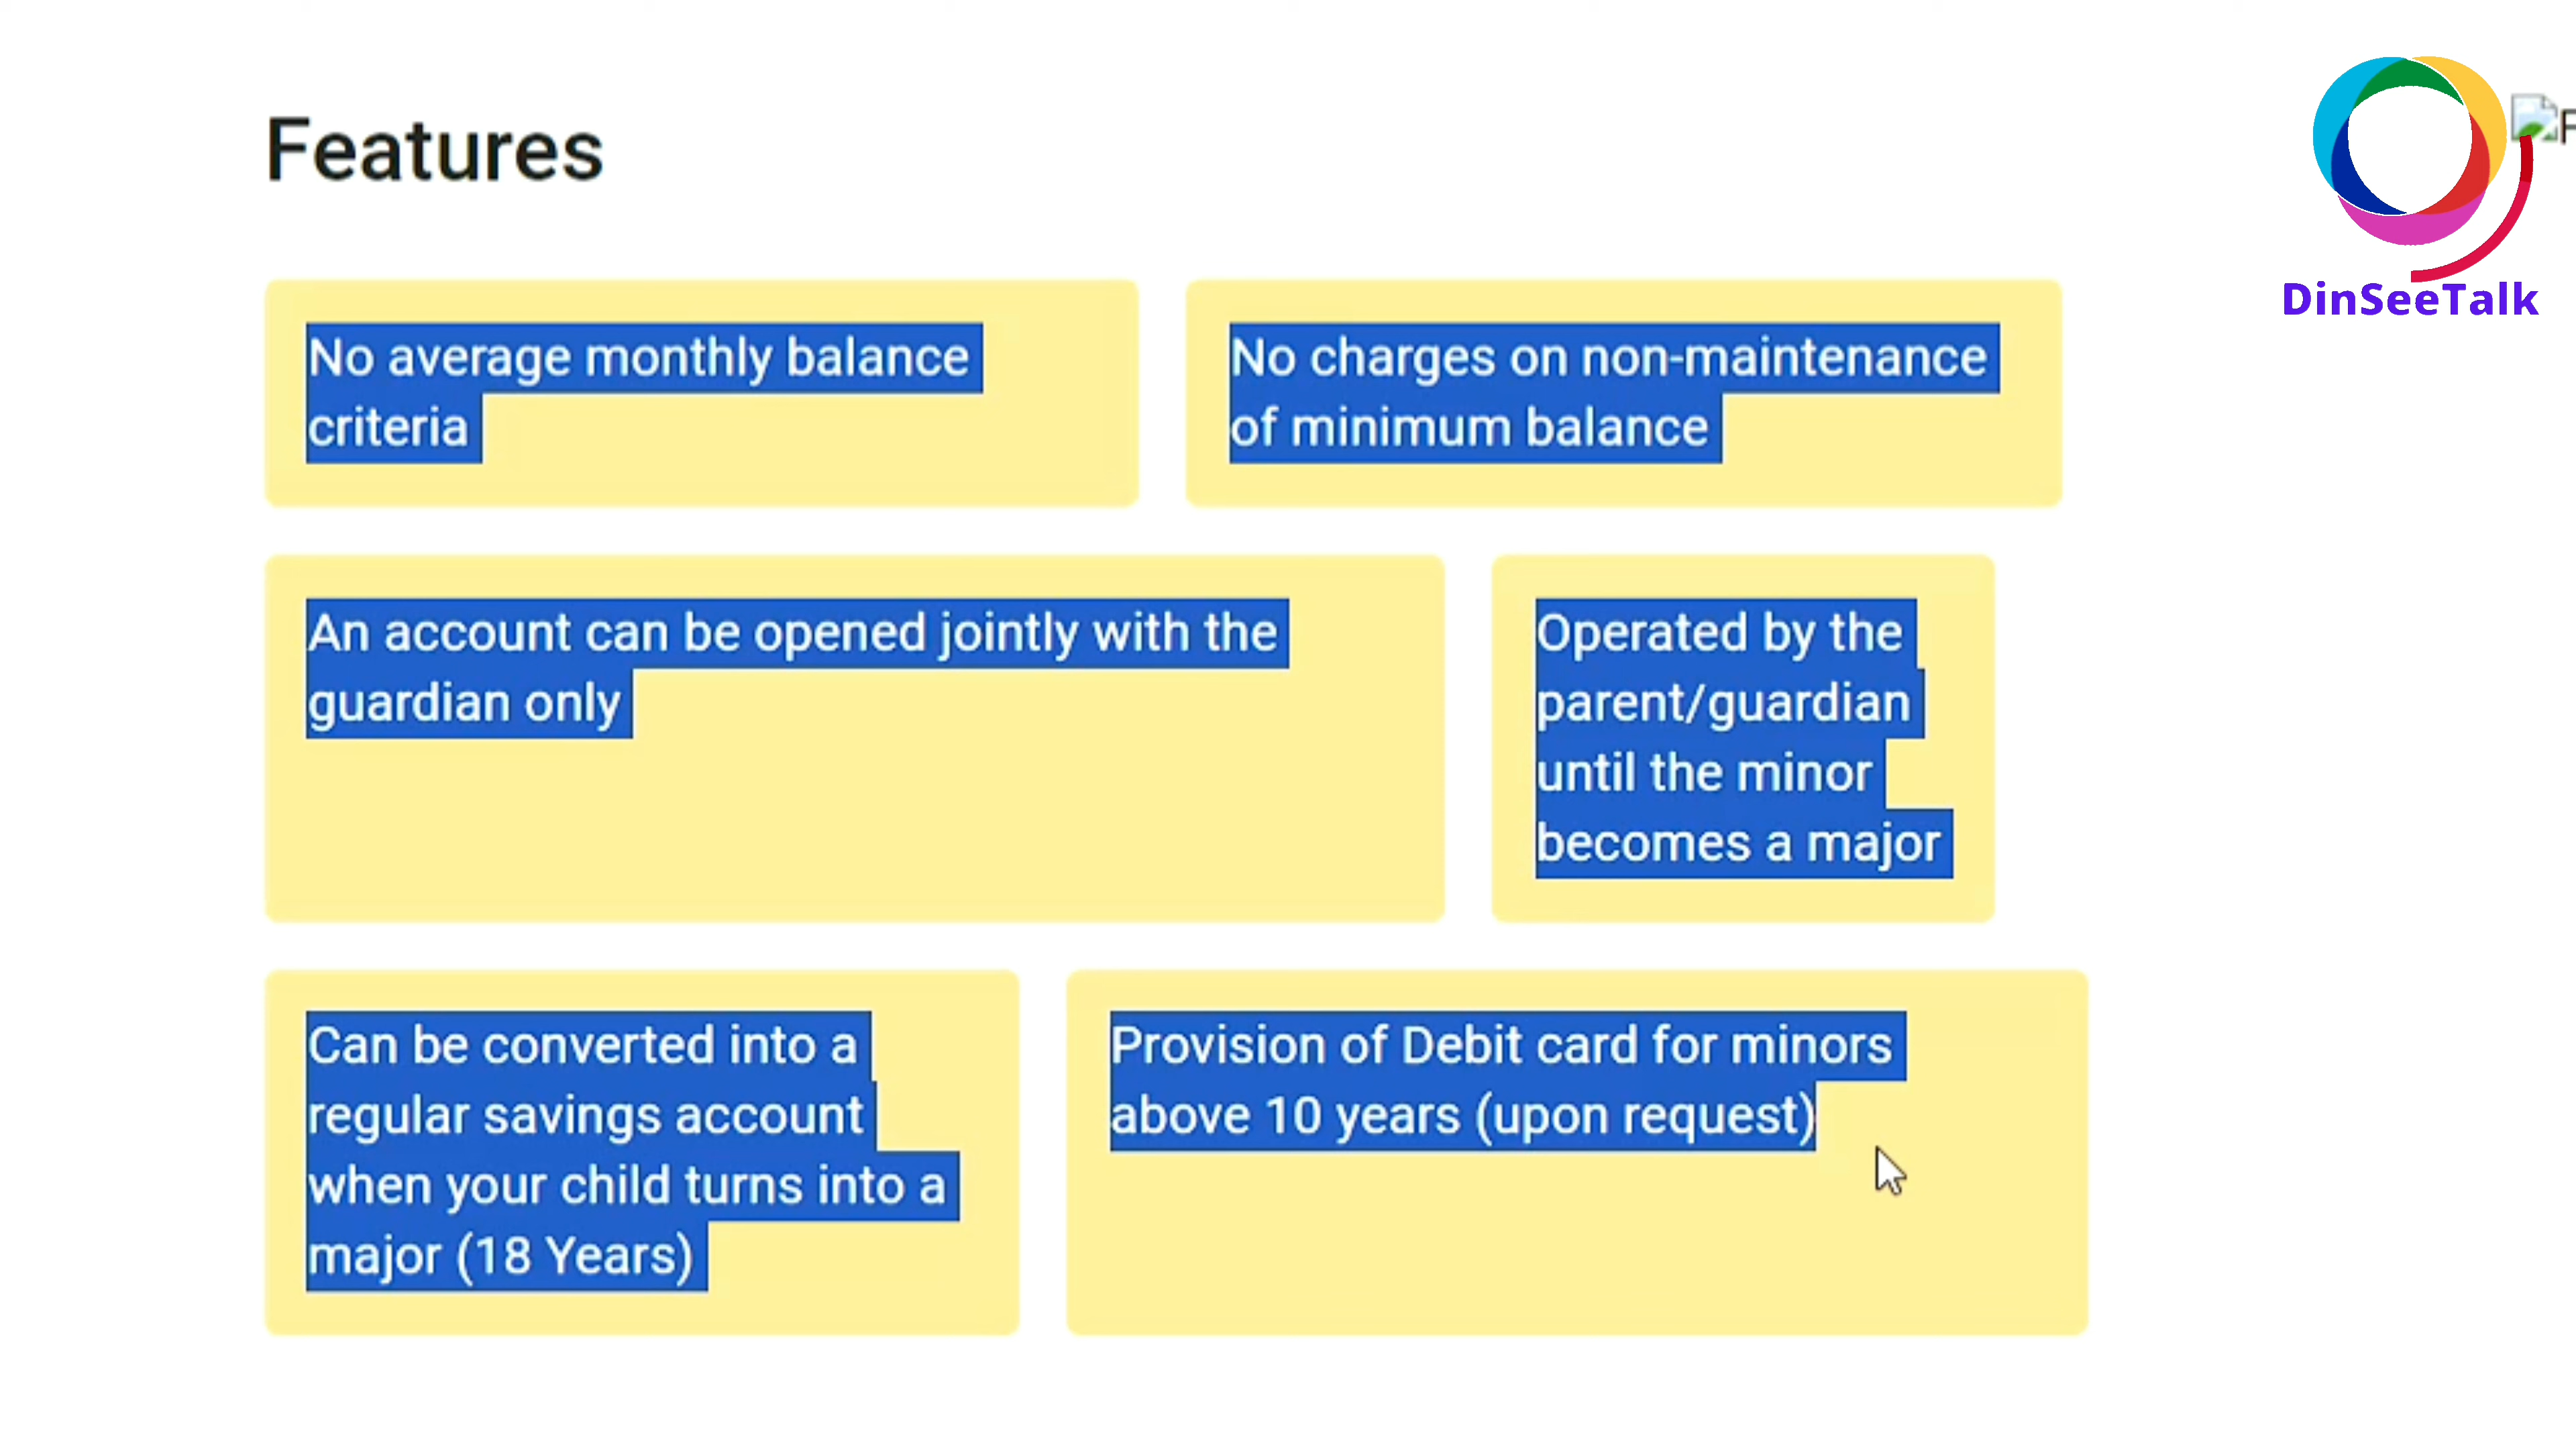 Features
No average monthly balance
criteria
No charges on non-maintenance
of minimum balance
An account can be opened jointly with the
guardian only
Operated by the
parent/guardian
until the minor
becomes a major
Can be converted into a
regular savings account
when your child turns into a
major (18 Years)
Provision of Debit card for minors
above 10 years (upon request)
DinSeeTalk